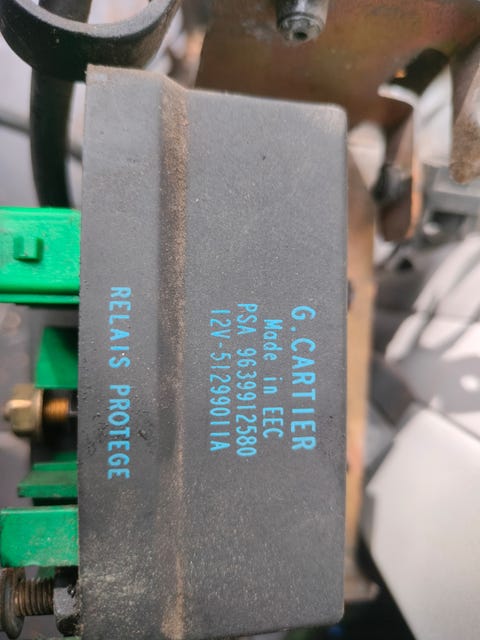 G.CARTIER
Made in EEC
PSA 9639912580
12V-51299011A
RELAIS PROTEGE